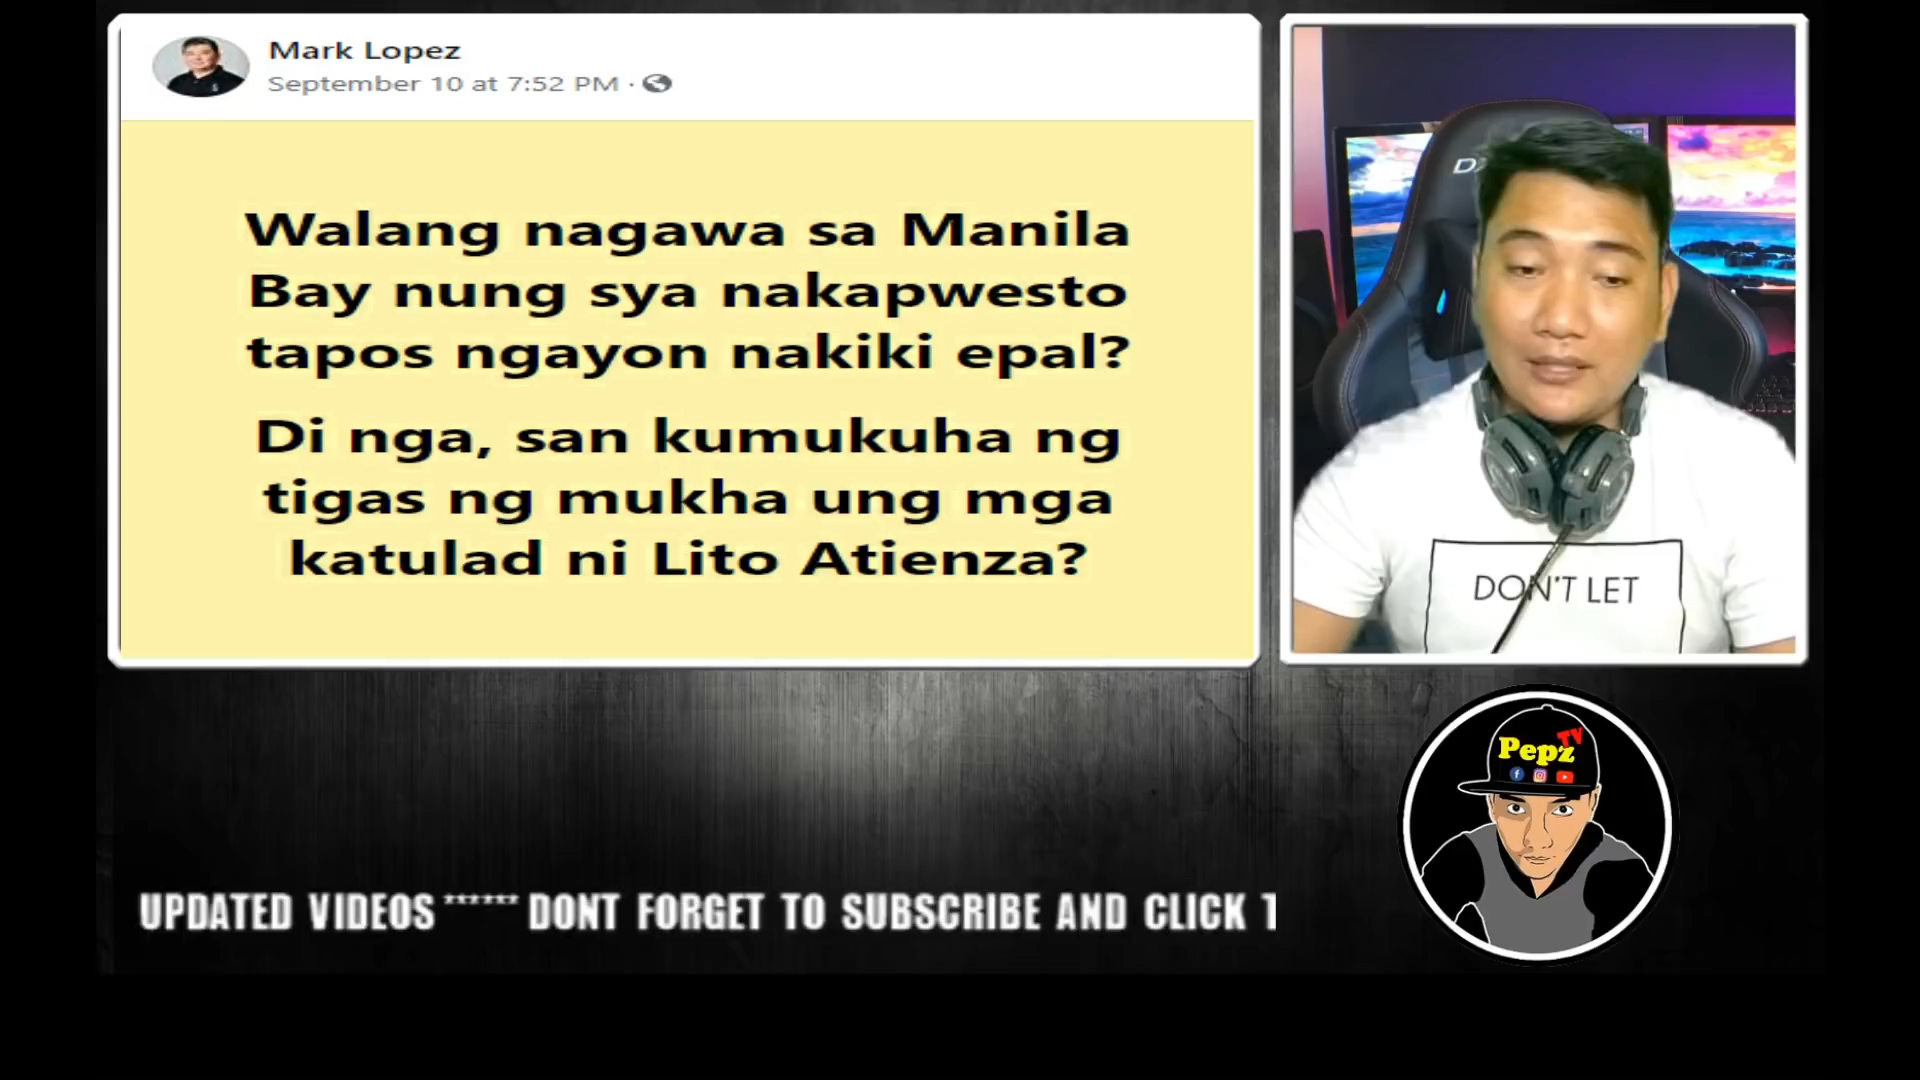 Mark Lopez
September 10 at 7:52 PM ·
Walang nagawa sa Manila
Bay nung sya nakapwesto
tapos ngayon nakiki epal?
Di nga, san kumukuha ng
tigas ng mukha ung mga
katulad ni Lito Atienza?
DON'T LET
Pepz TV
UPDATED VIDEOS ****** DONT FORGET TO SUBSCRIBE AND CLICK